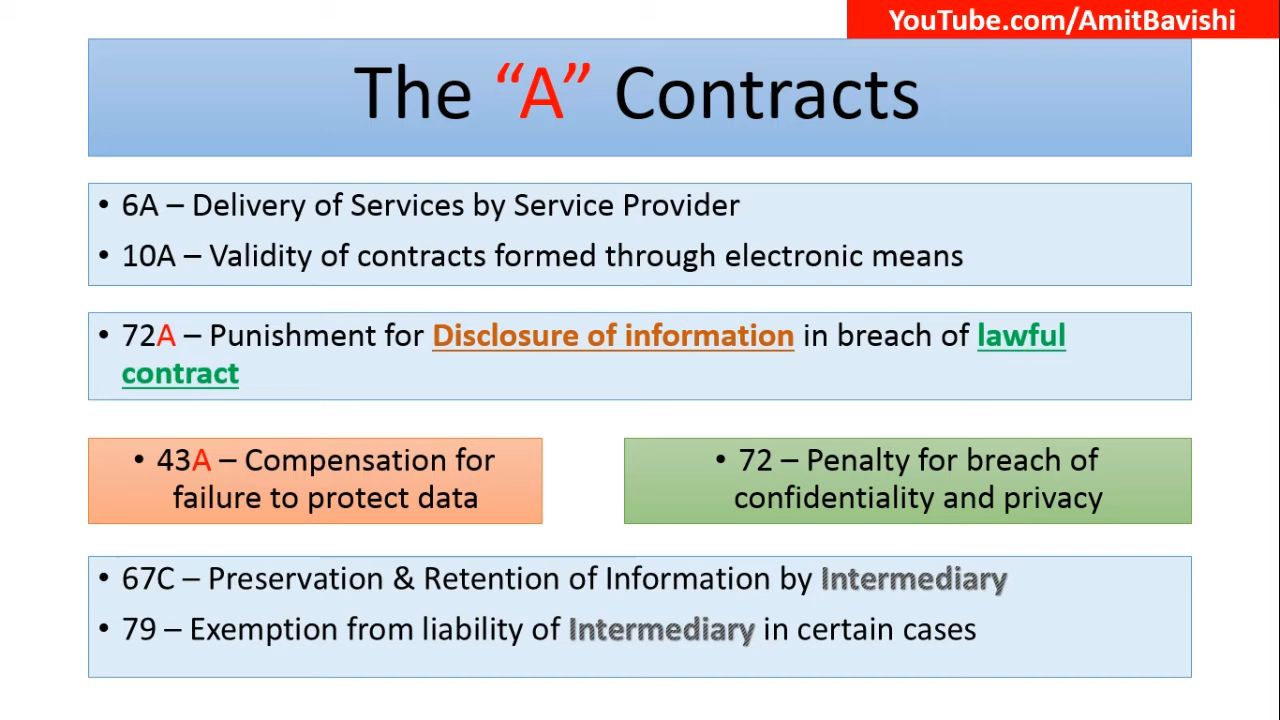 YouTube.com/AmitBavishi
The “A” Contracts
• 6A – Delivery of Services by Service Provider
• 10A – Validity of contracts formed through electronic means
• 72A – Punishment for Disclosure of information in breach of lawful
contract
• 43A – Compensation for
failure to protect data
• 72 – Penalty for breach of
confidentiality and privacy
• 67C – Preservation & Retention of Information by Intermediary
• 79 – Exemption from liability of Intermediary in certain cases